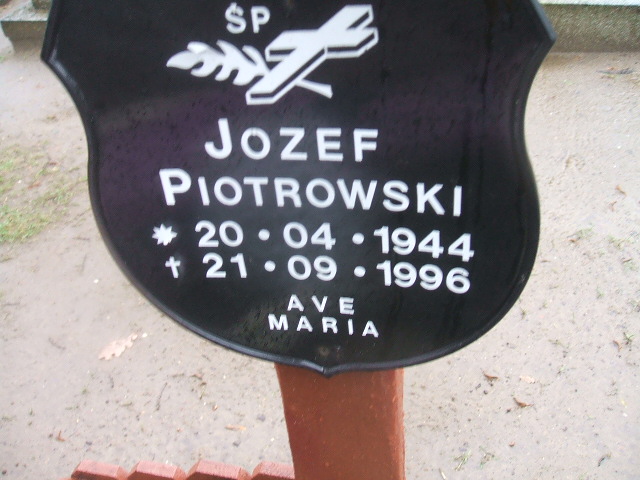 ŚP
JOZEF
PIOTROWSKI
* 20 • 04 • 1944
† 21 • 09 • 1996
AVE
MARIA